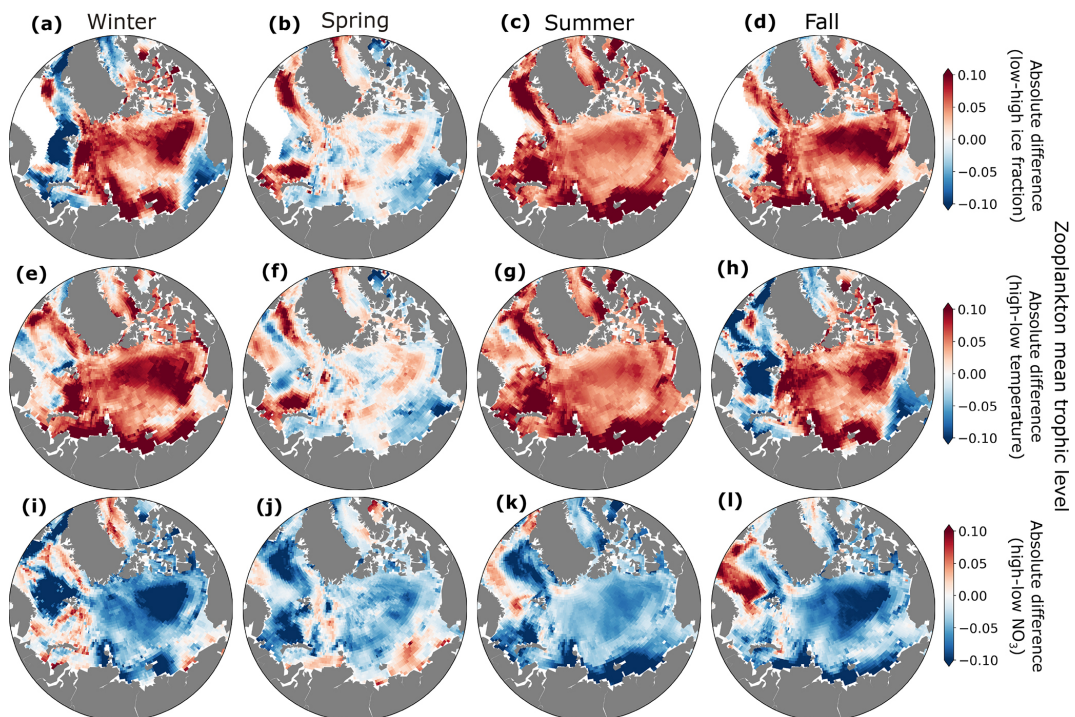 Winter
Spring
Summer
Fall
(a)
(b)
(c)
(d)
0.10
0.05
0.00
−0.05
−0.10
Absolute difference
(low-high ice fraction)
(e)
(f)
(g)
(h)
0.10
0.05
0.00
−0.05
−0.10
Absolute difference
(high-low temperature)
(i)
(j)
(k)
(l)
0.10
0.05
0.00
−0.05
−0.10
Absolute difference
(high-low NO₃)
Zooplankton mean trophic level